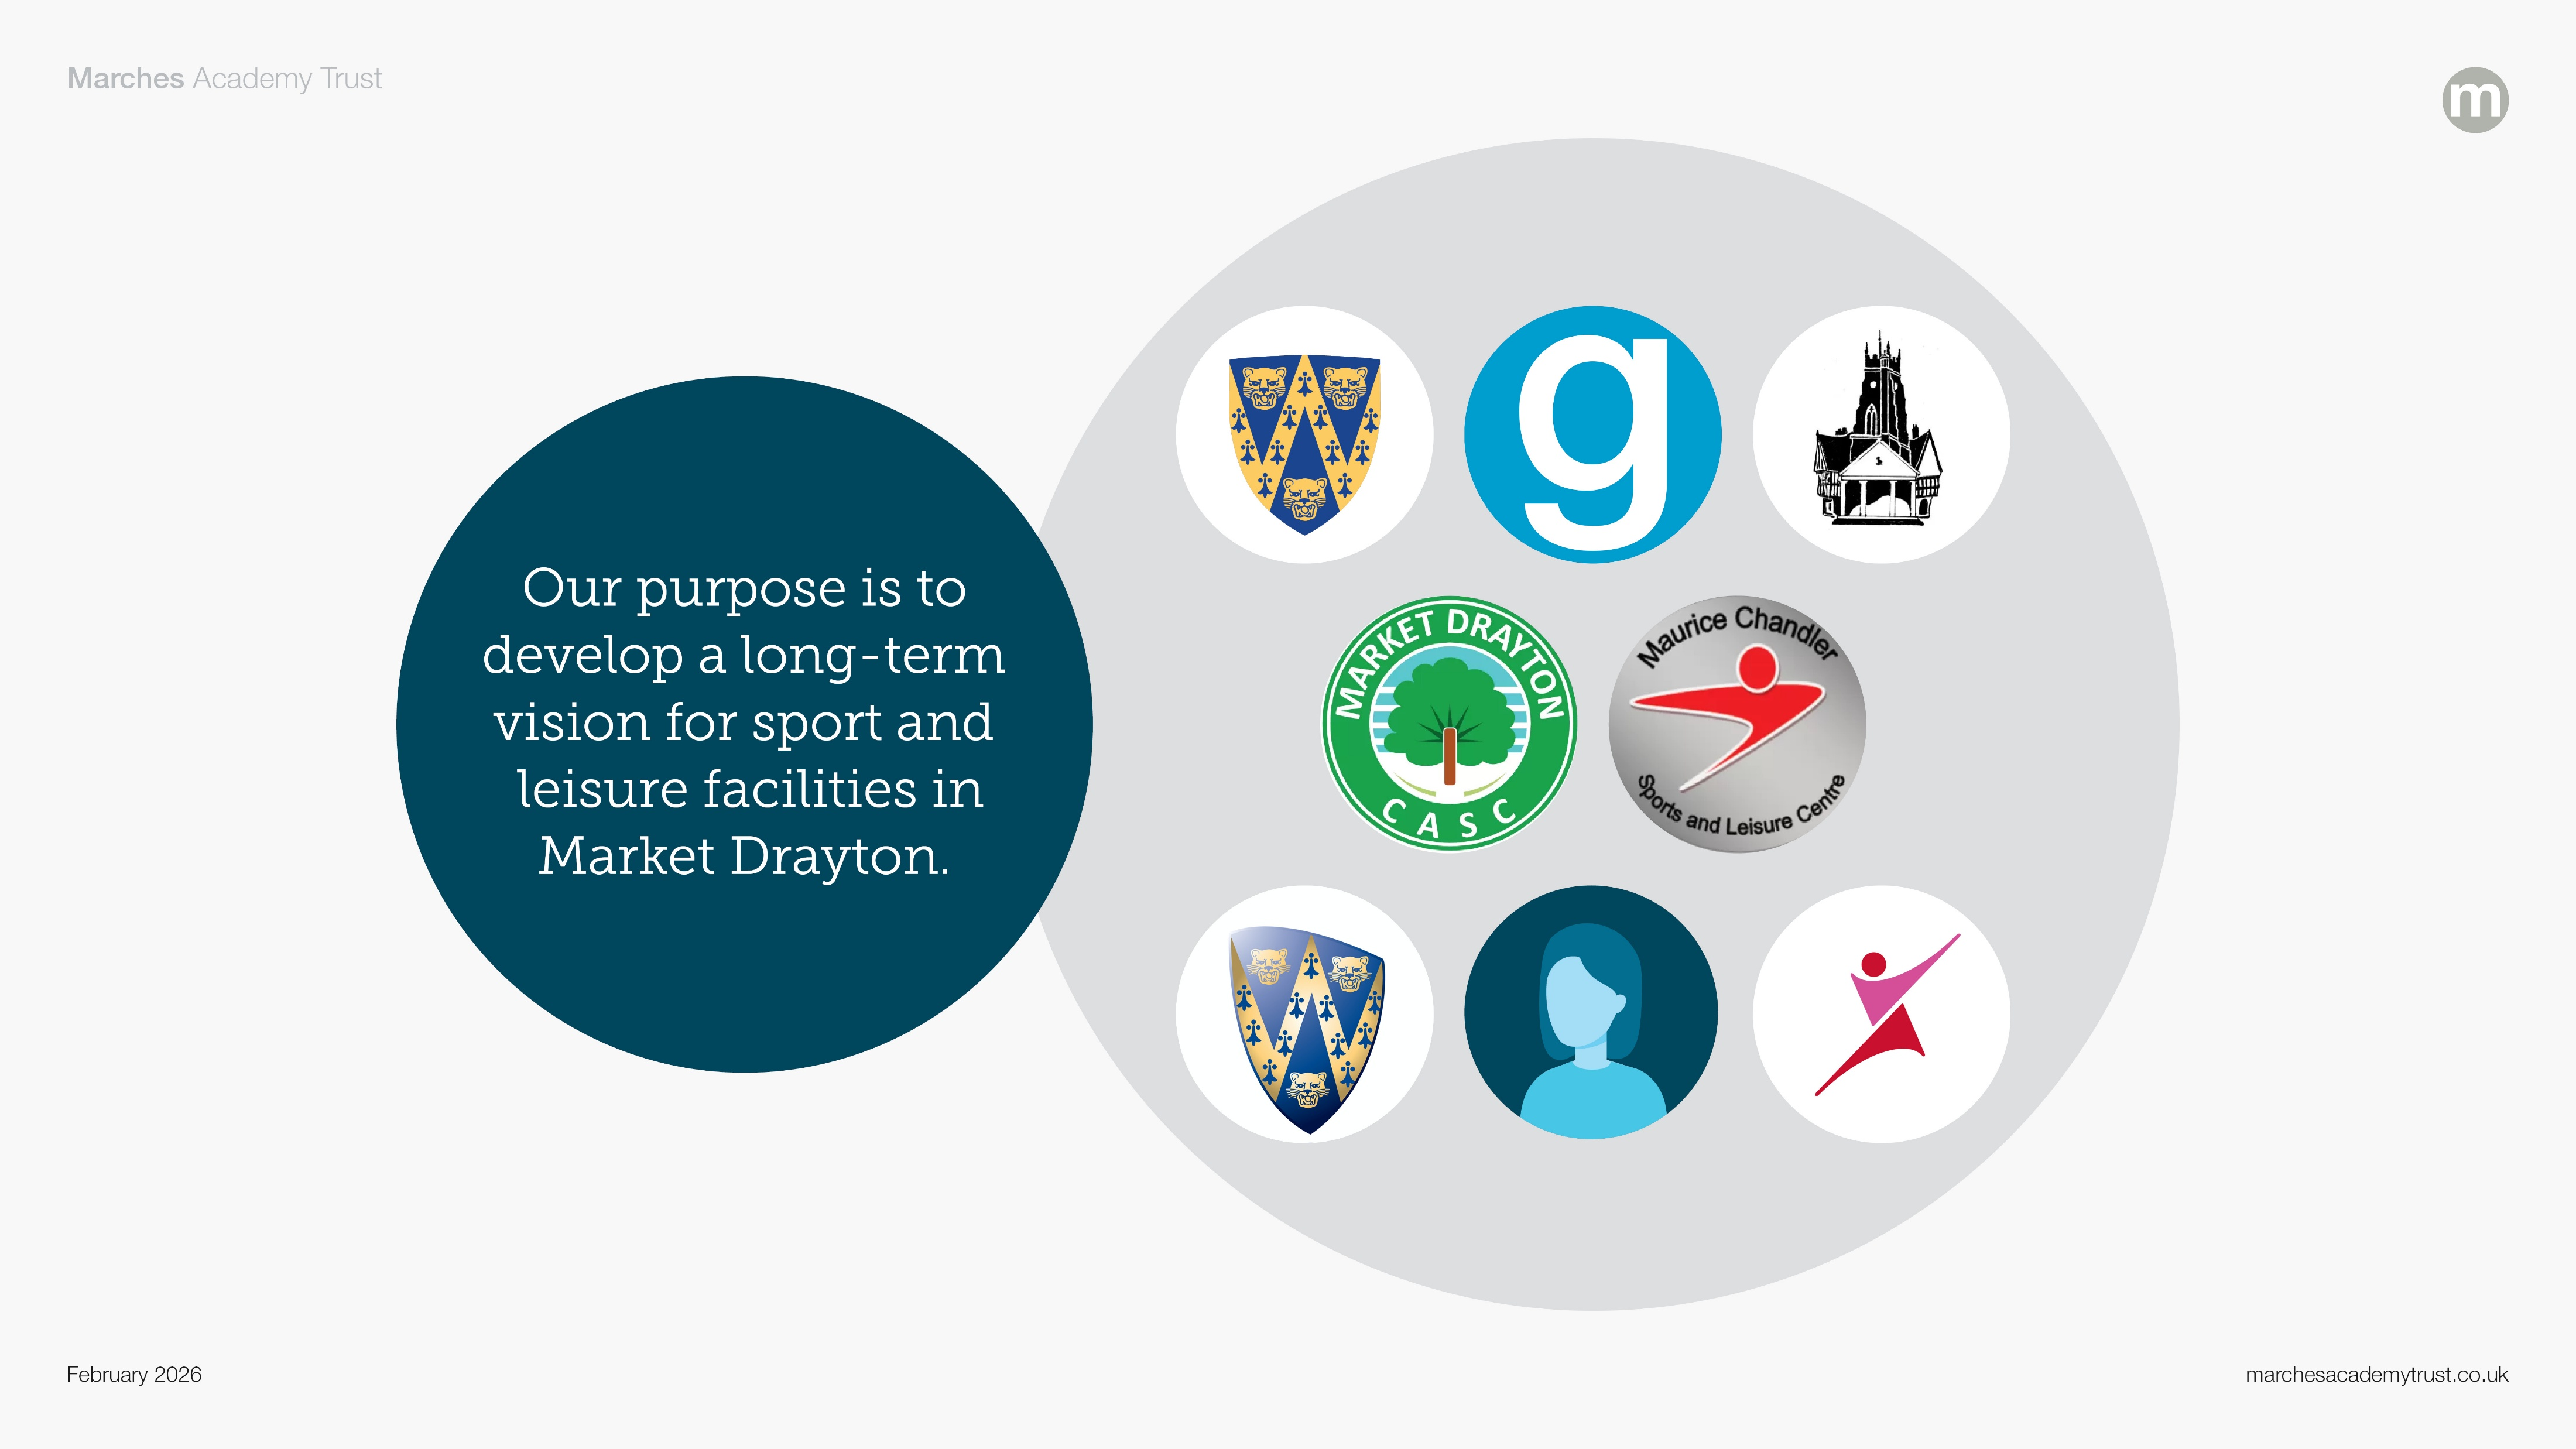 Marches Academy Trust
m
Our purpose is to
develop a long-term
vision for sport and
leisure facilities in
Market Drayton.
g
MARKET DRAYTON
CASC
Maurice Chandler
Sports and Leisure Centre
February 2026
marchesacademytrust.co.uk